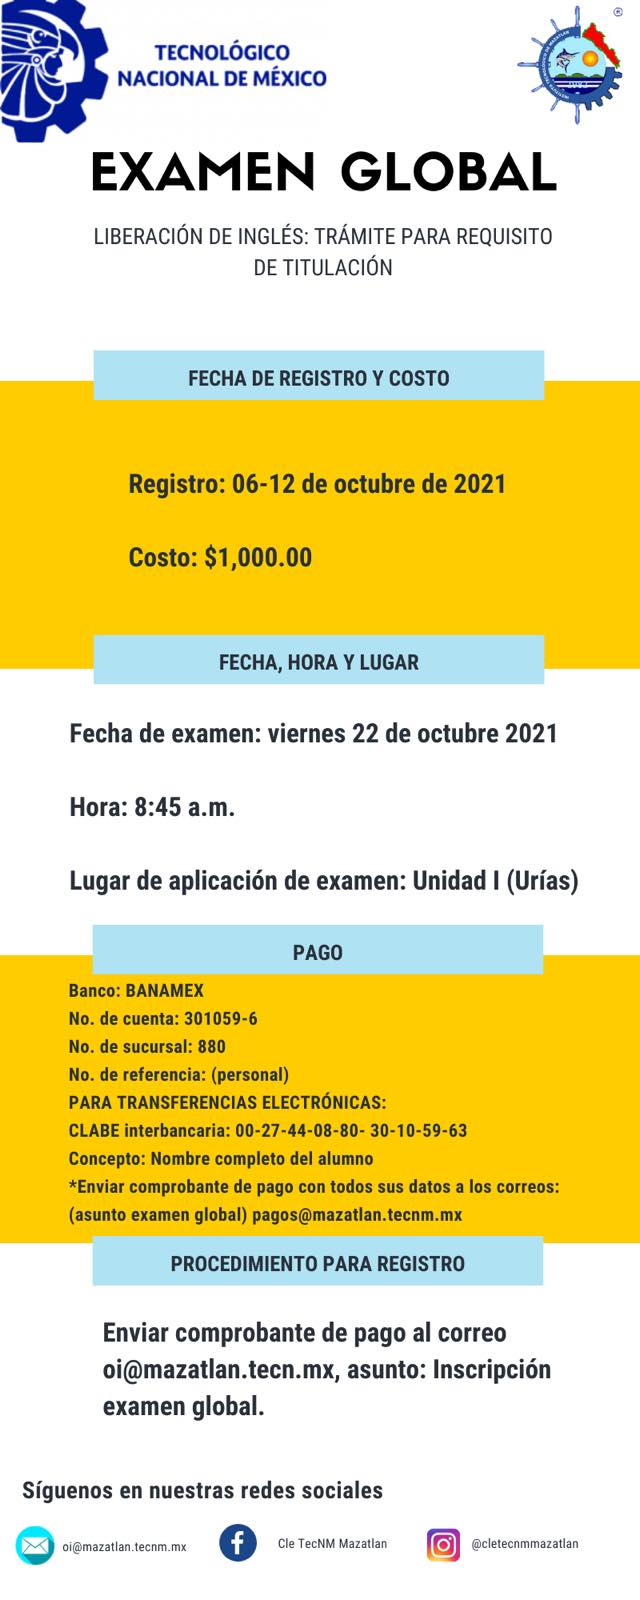 TECNOLÓGICO
NACIONAL DE MÉXICO
®
EXAMEN GLOBAL
LIBERACIÓN DE INGLÉS: TRÁMITE PARA REQUISITO
DE TITULACIÓN
FECHA DE REGISTRO Y COSTO
Registro: 06-12 de octubre de 2021
Costo: $1,000.00
FECHA, HORA Y LUGAR
Fecha de examen: viernes 22 de octubre 2021
Hora: 8:45 a.m.
Lugar de aplicación de examen: Unidad I (Urías)
PAGO
Banco: BANAMEX
No. de cuenta: 301059-6
No. de sucursal: 880
No. de referencia: (personal)
PARA TRANSFERENCIAS ELECTRÓNICAS:
CLABE interbancaria: 00-27-44-08-80- 30-10-59-63
Concepto: Nombre completo del alumno
*Enviar comprobante de pago con todos sus datos a los correos:
(asunto examen global) pagos@mazatlan.tecnm.mx
PROCEDIMIENTO PARA REGISTRO
Enviar comprobante de pago al correo
oi@mazatlan.tecn.mx, asunto: Inscripción
examen global.
Síguenos en nuestras redes sociales
oi@mazatlan.tecnm.mx
Cle TecNM Mazatlan
@cletecnmmazatlan